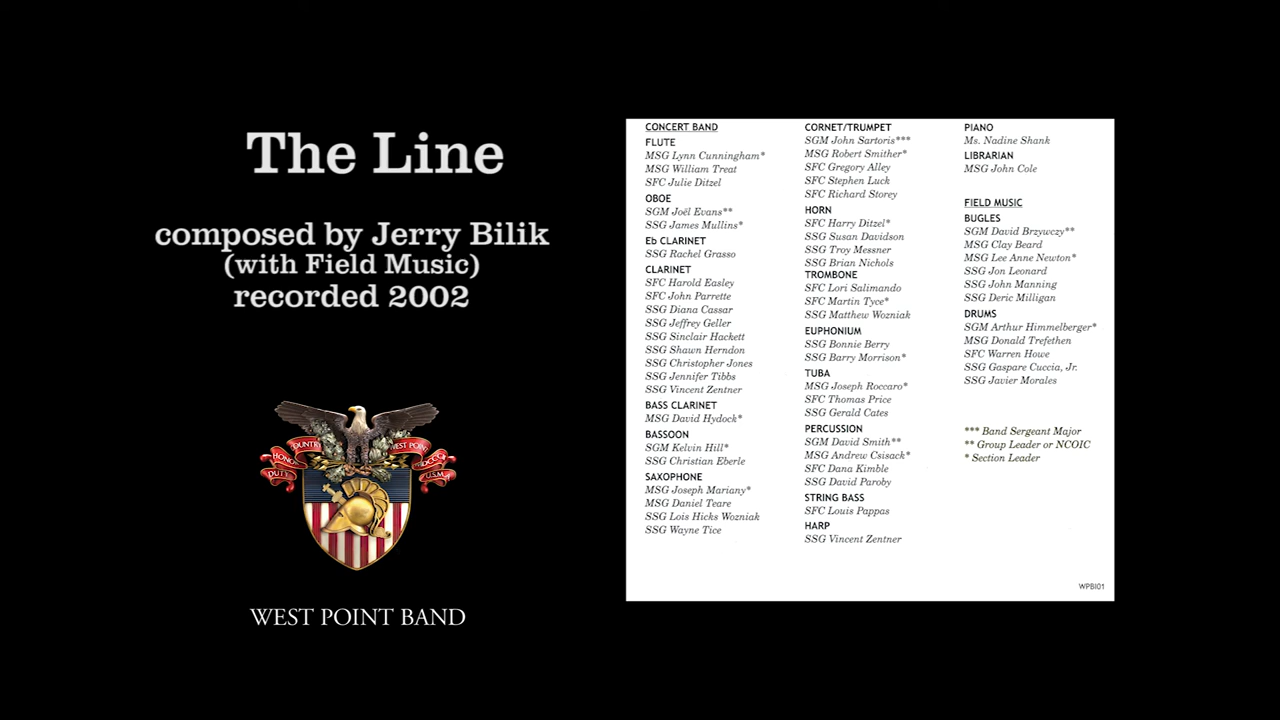 The Line
composed by Jerry Bilik
(with Field Music)
recorded 2002
DUTY
HONOR
COUNTRY
WEST POINT
MDCCCII
U.S.M.A.
WEST POINT BAND
CONCERT BAND
FLUTE
MSG Lynn Cunningham*
MSG William Treat
SFC Julie Ditzel
OBOE
SGM Joël Evans**
SSG James Mullins*
Eb CLARINET
SSG Rachel Grasso
CLARINET
SFC Harold Easley
SFC John Parrette
SSG Diana Cassar
SSG Jeffrey Geller
SSG Sinclair Hackett
SSG Shawn Herndon
SSG Christopher Jones
SSG Jennifer Tibbs
SSG Vincent Zentner
BASS CLARINET
MSG David Hydock*
BASSOON
SGM Kelvin Hill*
SSG Christian Eberle
SAXOPHONE
MSG Joseph Mariany*
MSG Daniel Teare
SSG Lois Hicks Wozniak
SSG Wayne Tice
CORNET/TRUMPET
SGM John Sartoris***
MSG Robert Smither*
SFC Gregory Alley
SFC Stephen Luck
SFC Richard Storey
HORN
SFC Harry Ditzel*
SSG Susan Davidson
SSG Troy Messner
SSG Brian Nichols
TROMBONE
SFC Lori Salimando
SFC Martin Tyce*
SSG Matthew Wozniak
EUPHONIUM
SSG Bonnie Berry
SSG Barry Morrison*
TUBA
MSG Joseph Roccaro*
SFC Thomas Price
SSG Gerald Cates
PERCUSSION
SGM David Smith**
MSG Andrew Csisack*
SFC Dana Kimble
SSG David Paroby
STRING BASS
SFC Louis Pappas
HARP
SSG Vincent Zentner
PIANO
Ms. Nadine Shank
LIBRARIAN
MSG John Cole
FIELD MUSIC
BUGLES
SGM David Brzywczy**
MSG Clay Beard
MSG Lee Anne Newton*
SSG Jon Leonard
SSG John Manning
SSG Deric Milligan
DRUMS
SGM Arthur Himmelberger*
MSG Donald Trefethen
SFC Warren Howe
SSG Gaspare Cuccia, Jr.
SSG Javier Morales
*** Band Sergeant Major
** Group Leader or NCOIC
* Section Leader
WPBI01